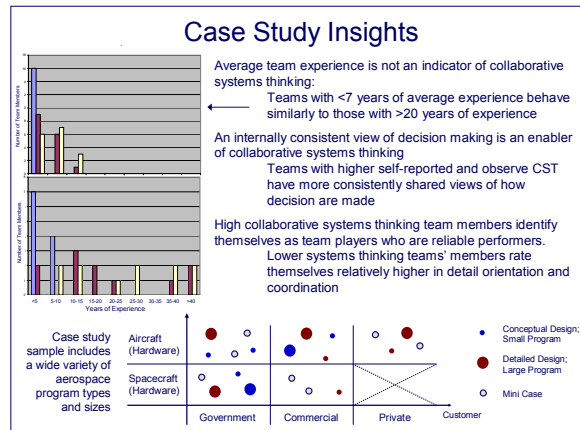 Case Study Insights
Number of Team Members
Number of Team Members
<5
5-10
10-15
15-20
20-25
25-30
30-35
35-40
>40
Years of Experience
Average team experience is not an indicator of collaborative
systems thinking:
Teams with <7 years of average experience behave
similarly to those with >20 years of experience
An internally consistent view of decision making is an enabler
of collaborative systems thinking
Teams with higher self-reported and observe CST
have more consistently shared views of how
decision are made
High collaborative systems thinking team members identify
themselves as team players who are reliable performers.
Lower systems thinking teams' members rate
themselves relatively higher in detail orientation and
coordination
Case study
sample includes
a wide variety of
aerospace
program types
and sizes
Aircraft
(Hardware)
Spacecraft
(Hardware)
Government
Commercial
Private
Customer
Conceptual Design;
Small Program
Detailed Design;
Large Program
Mini Case